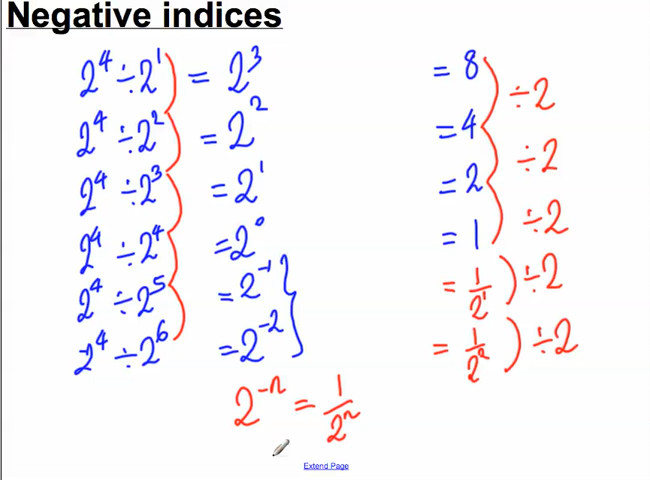 Negative indices
2⁴ ÷ 2¹ = 2³ = 8 ÷2
2⁴ ÷ 2² = 2² = 4 ÷2
2⁴ ÷ 2³ = 2¹ = 2 ÷2
2⁴ ÷ 2⁴ = 2⁰ = 1
2⁴ ÷ 2⁵ = 2⁻¹ = 1/2¹ ÷2
2⁴ ÷ 2⁶ = 2⁻² = 1/2² ÷2
2⁻ⁿ = 1/2ⁿ
Extend Page